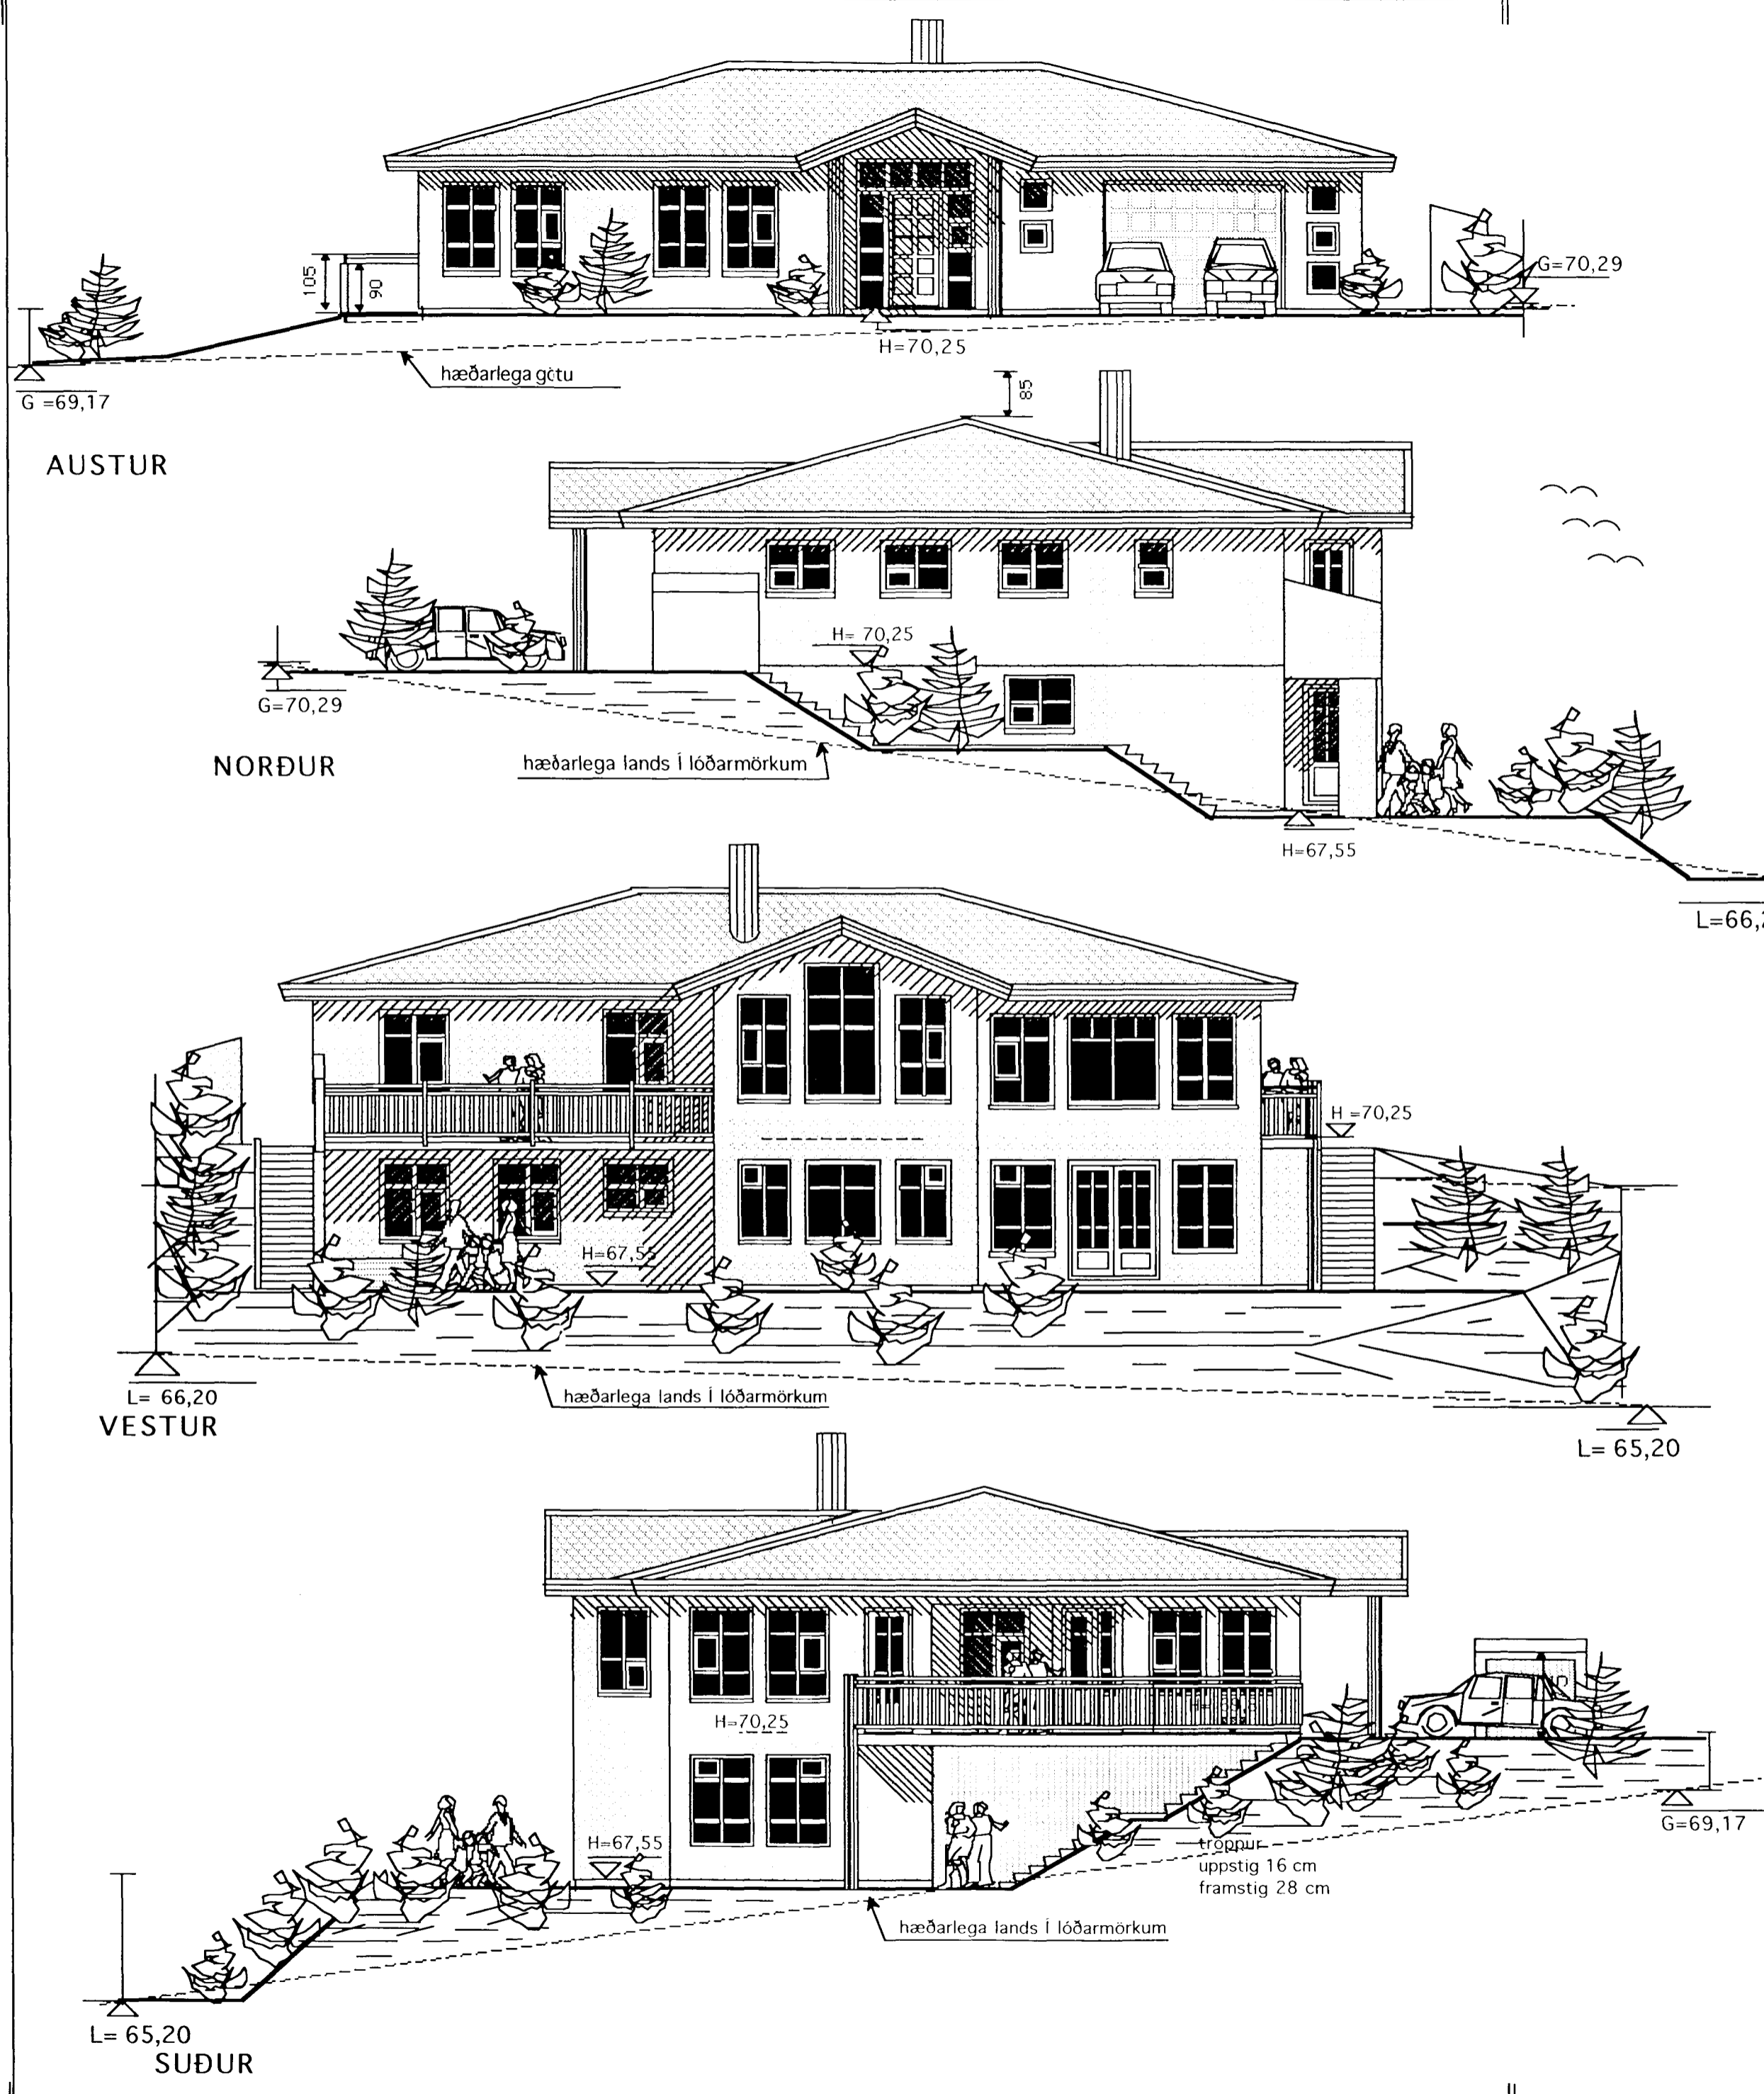 G=70,29
105
90
H=70,25
hæðarlega götu
G =69,17
85
AUSTUR
H= 70,25
G=70,29
NORÐUR
hæðarlega lands Í lóðarmörkum
H=67,55
H =70,25
H=67,55
L= 66,20
hæðarlega lands Í lóðarmörkum
VESTUR
L= 65,20
H=70,25
H=67,55
G=69,17
tröppur
uppstig 16 cm
framstig 28 cm
hæðarlega lands Í lóðarmörkum
L= 65,20
SUÐUR